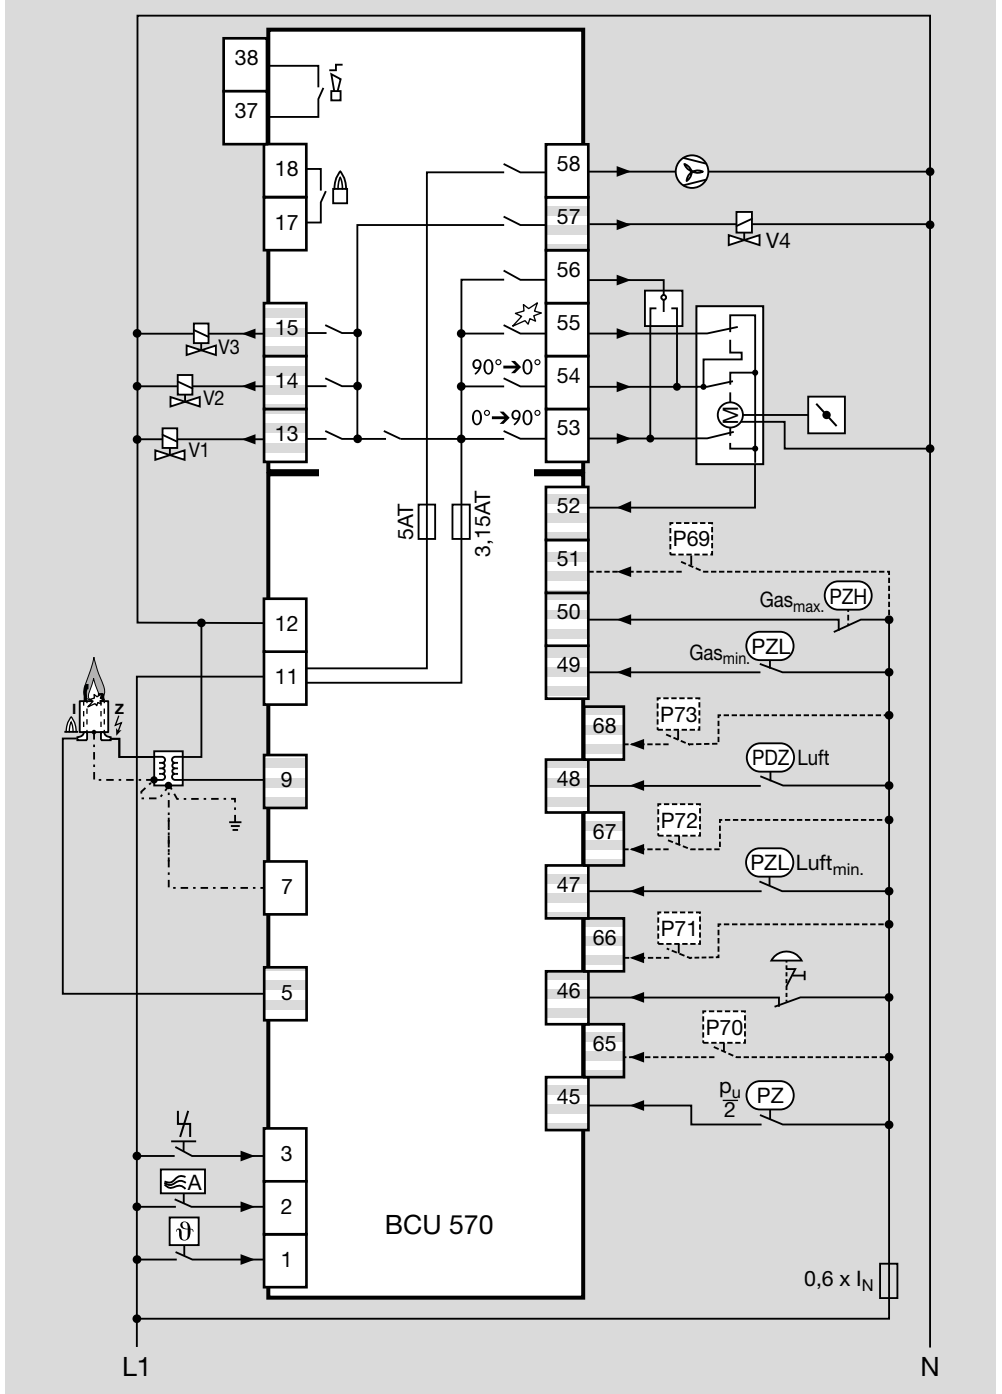 38
37
18
17
58
57
V4
56
15
V3
55
90°→0°
14
V2
54
0°→90°
13
V1
53
M
5AT
3,15AT
52
P69
51
Gasmax. PZH
50
12
Gasmin. PZL
49
11
I Z
P73
68
PDZ Luft
48
9
P72
67
PZL Luftmin.
47
7
P71
66
46
5
P70
65
pu/2 PZ
45
3
A
2
BCU 570
ϑ
1
0,6 x IN
L1
N